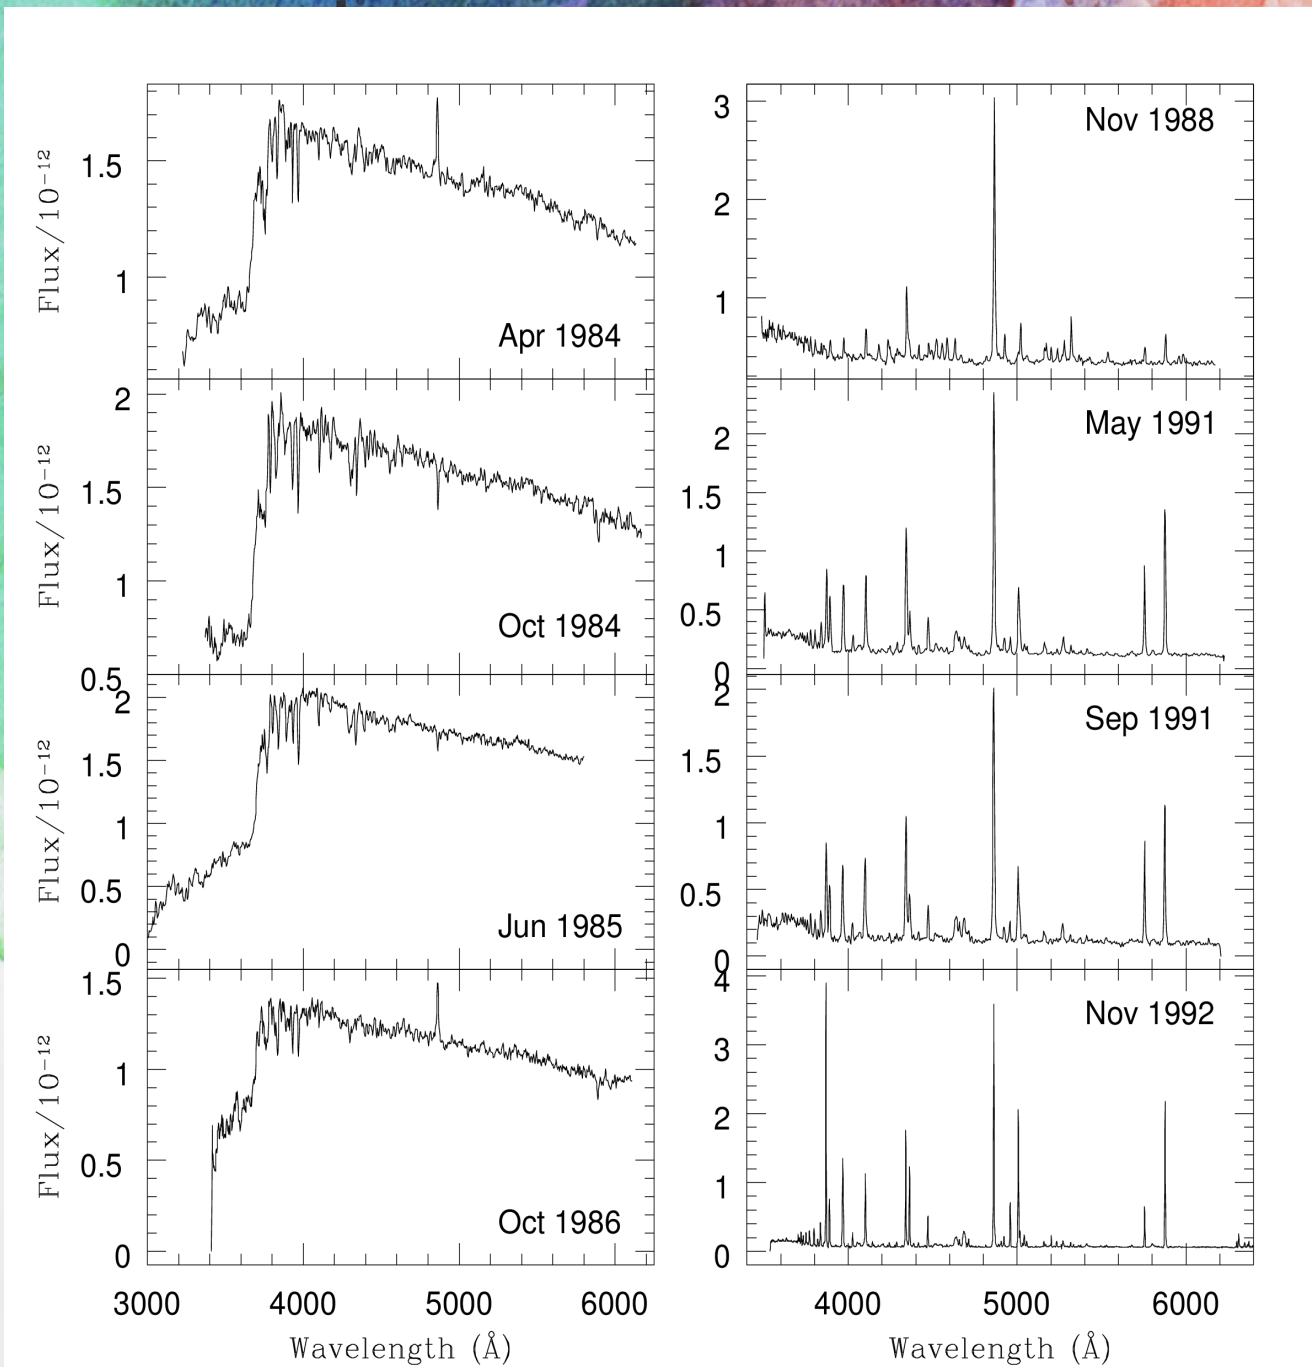 Flux/10⁻¹²
1.5
1
Apr 1984
Flux/10⁻¹²
2
1.5
1
0.5
Oct 1984
Flux/10⁻¹²
2
1.5
1
0.5
0
Jun 1985
Flux/10⁻¹²
1.5
1
0.5
0
Oct 1986
3000 4000 5000 6000
Wavelength (Å)
3
2
1
Nov 1988
2
1.5
1
0.5
0
May 1991
2
1.5
1
0.5
0
Sep 1991
4
3
2
1
0
Nov 1992
4000 5000 6000
Wavelength (Å)